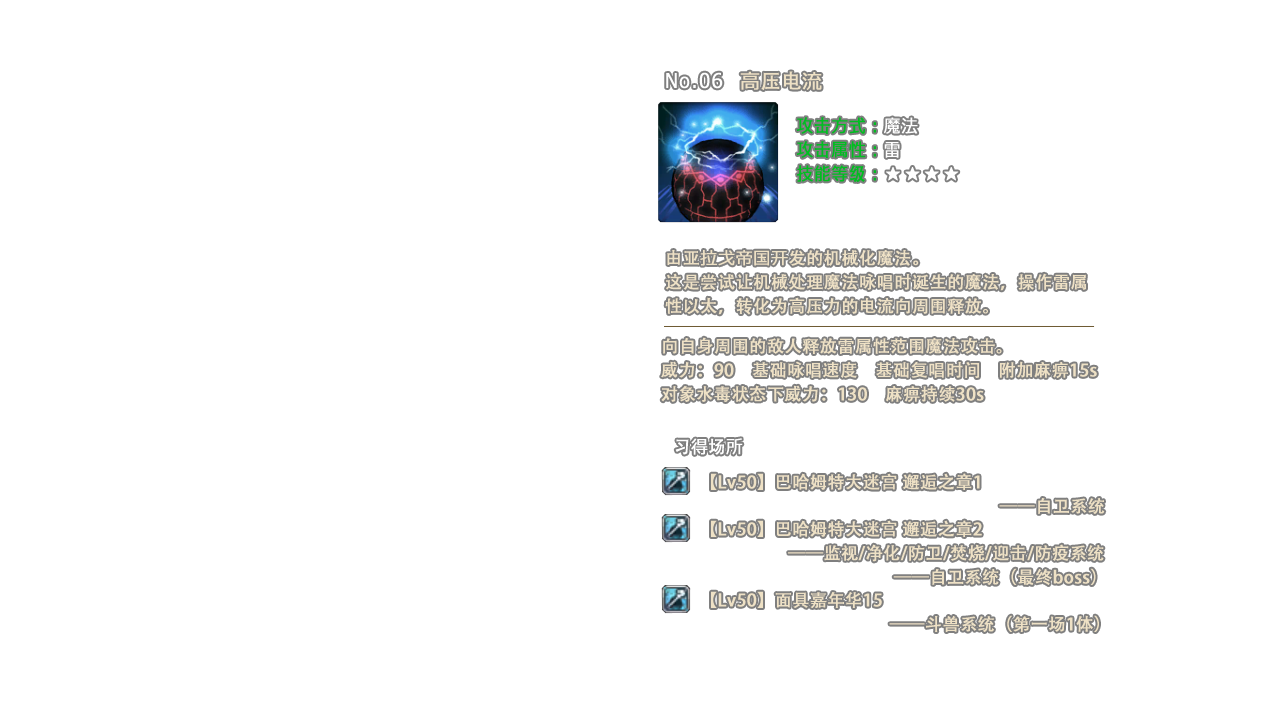 No.06 高压电流
攻击方式：魔法
攻击属性：雷
技能等级：☆☆☆☆
由亚拉戈帝国开发的机械化魔法。
这是尝试让机械处理魔法咏唱时诞生的魔法，操作雷属
性以太，转化为高压力的电流向周围释放。
向自身周围的敌人释放雷属性范围魔法攻击。
威力：90 基础咏唱速度 基础复唱时间 附加麻痹15s
对象水毒状态下威力：130 麻痹持续30s
习得场所
【Lv50】巴哈姆特大迷宫 邂逅之章1
——自卫系统
【Lv50】巴哈姆特大迷宫 邂逅之章2
——监视/净化/防卫/焚烧/迎击/防疫系统
——自卫系统（最终boss）
【Lv50】面具嘉年华15
——斗兽系统（第一场1体）